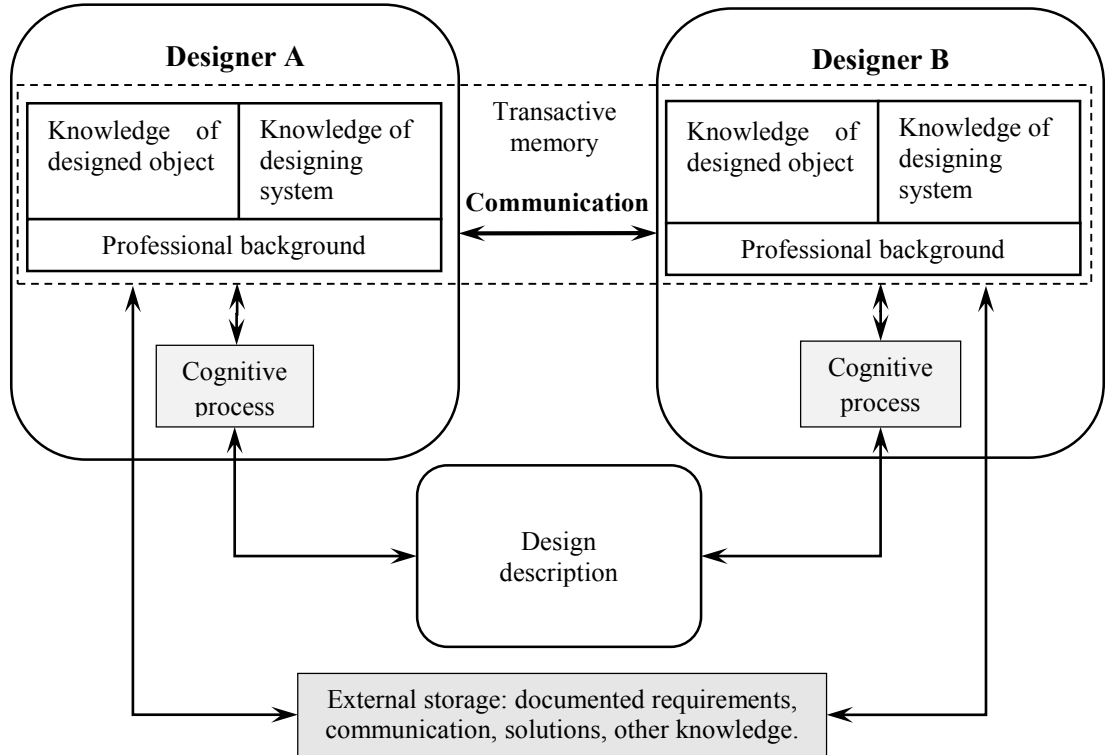 Designer A
Knowledge of
designed object
Knowledge of
designing
system
Professional background
Cognitive
process
Transactive
memory
Communication
Designer B
Knowledge of
designed object
Knowledge of
designing
system
Professional background
Cognitive
process
Design
description
External storage: documented requirements,
communication, solutions, other knowledge.